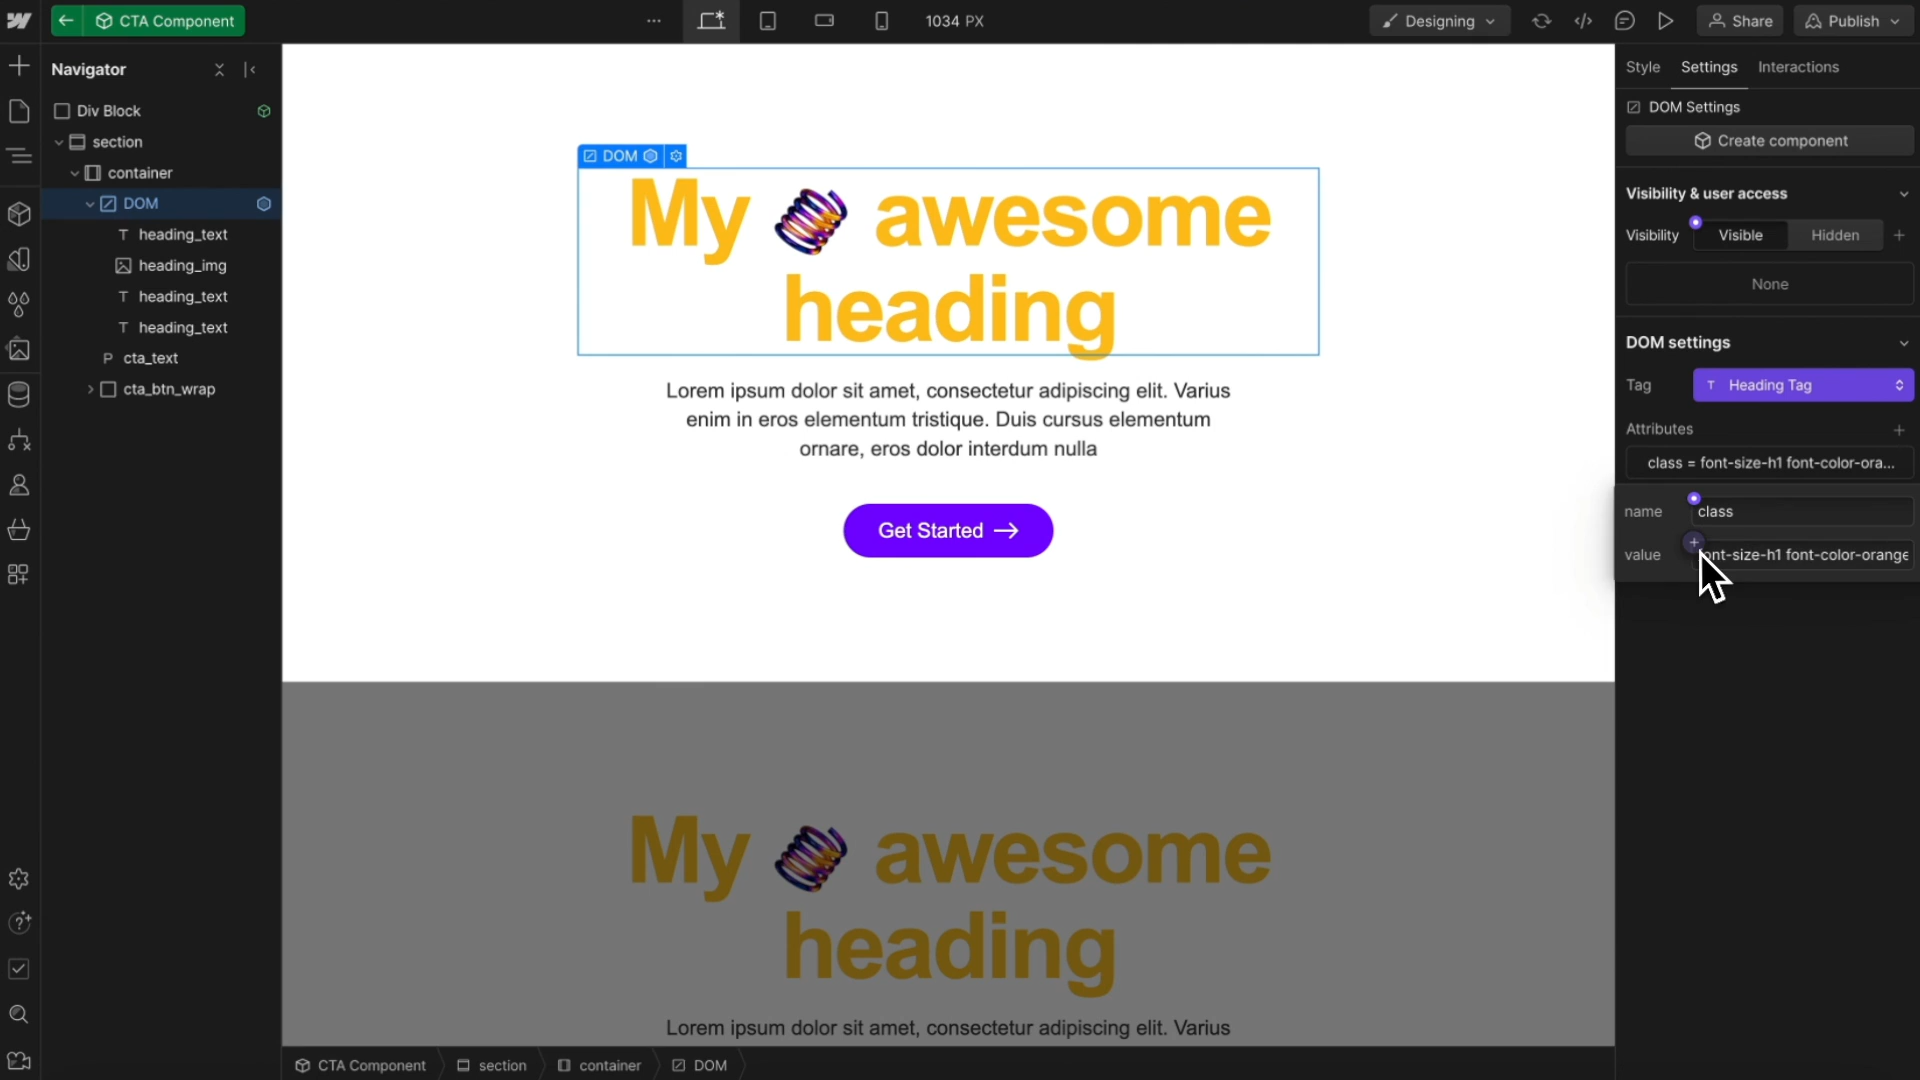 CTA Component
1034 PX
Designing
Share
Publish
Navigator
Div Block
section
container
DOM
heading_text
heading_img
heading_text
heading_text
cta_text
cta_btn_wrap
DOM
My awesome
heading
Lorem ipsum dolor sit amet, consectetur adipiscing elit. Varius
enim in eros elementum tristique. Duis cursus elementum
ornare, eros dolor interdum nulla
Get Started
My awesome
heading
Lorem ipsum dolor sit amet, consectetur adipiscing elit. Varius
CTA Component
section
container
DOM
Style Settings Interactions
DOM Settings
Create component
Visibility & user access
Visibility Visible Hidden
None
DOM settings
Tag Heading Tag
Attributes
class = font-size-h1 font-color-ora...
name class
value font-size-h1 font-color-orange